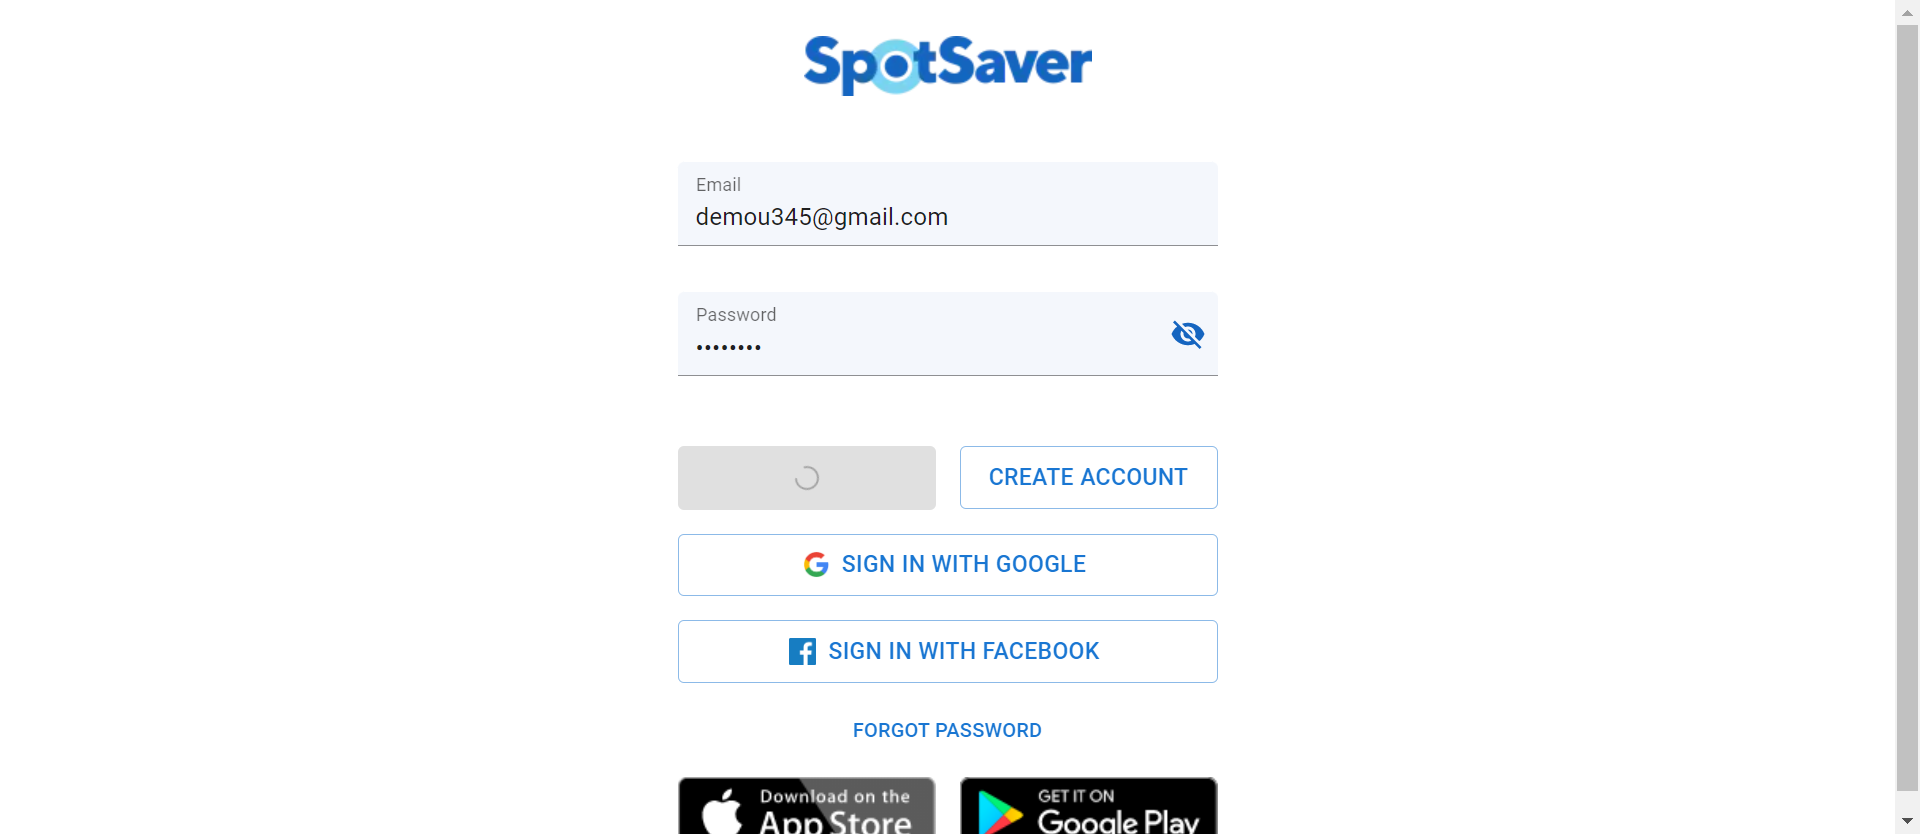 SpotSaver
Email
demou345@gmail.com
Password
••••••••
CREATE ACCOUNT
SIGN IN WITH GOOGLE
SIGN IN WITH FACEBOOK
FORGOT PASSWORD
Download on the
App Store
GET IT ON
Google Play